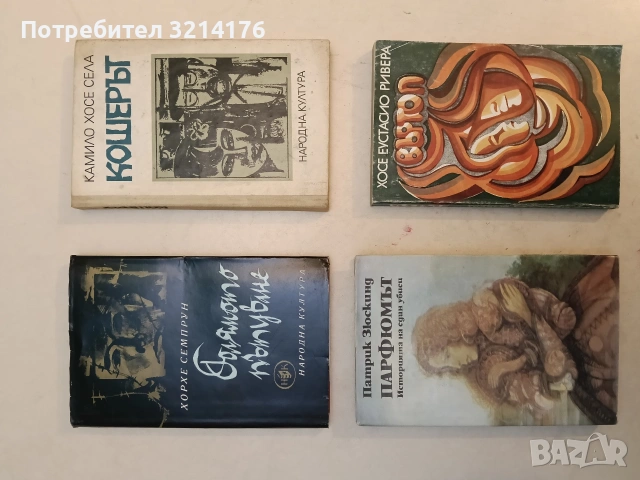 Потребител 3214176
КАМИЛО ХОСЕ СЕЛА
КОШЕРЪТ
НАРОДНА КУЛТУРА
ХОСЕ ЕУСТАСИО РИВЕРА
ВЪРТОП
ХОРХЕ СЕМПРУН
Голямото
пътуване
НК
НАРОДНА КУЛТУРА
Патрик Зюскинд
ПАРФЮМЪТ
Историята на един убиец
BAZAR